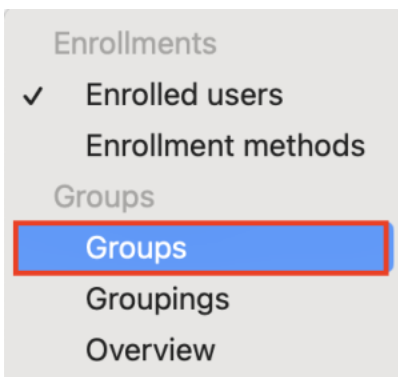 Enrollments
✓ Enrolled users
Enrollment methods
Groups
Groups
Groupings
Overview